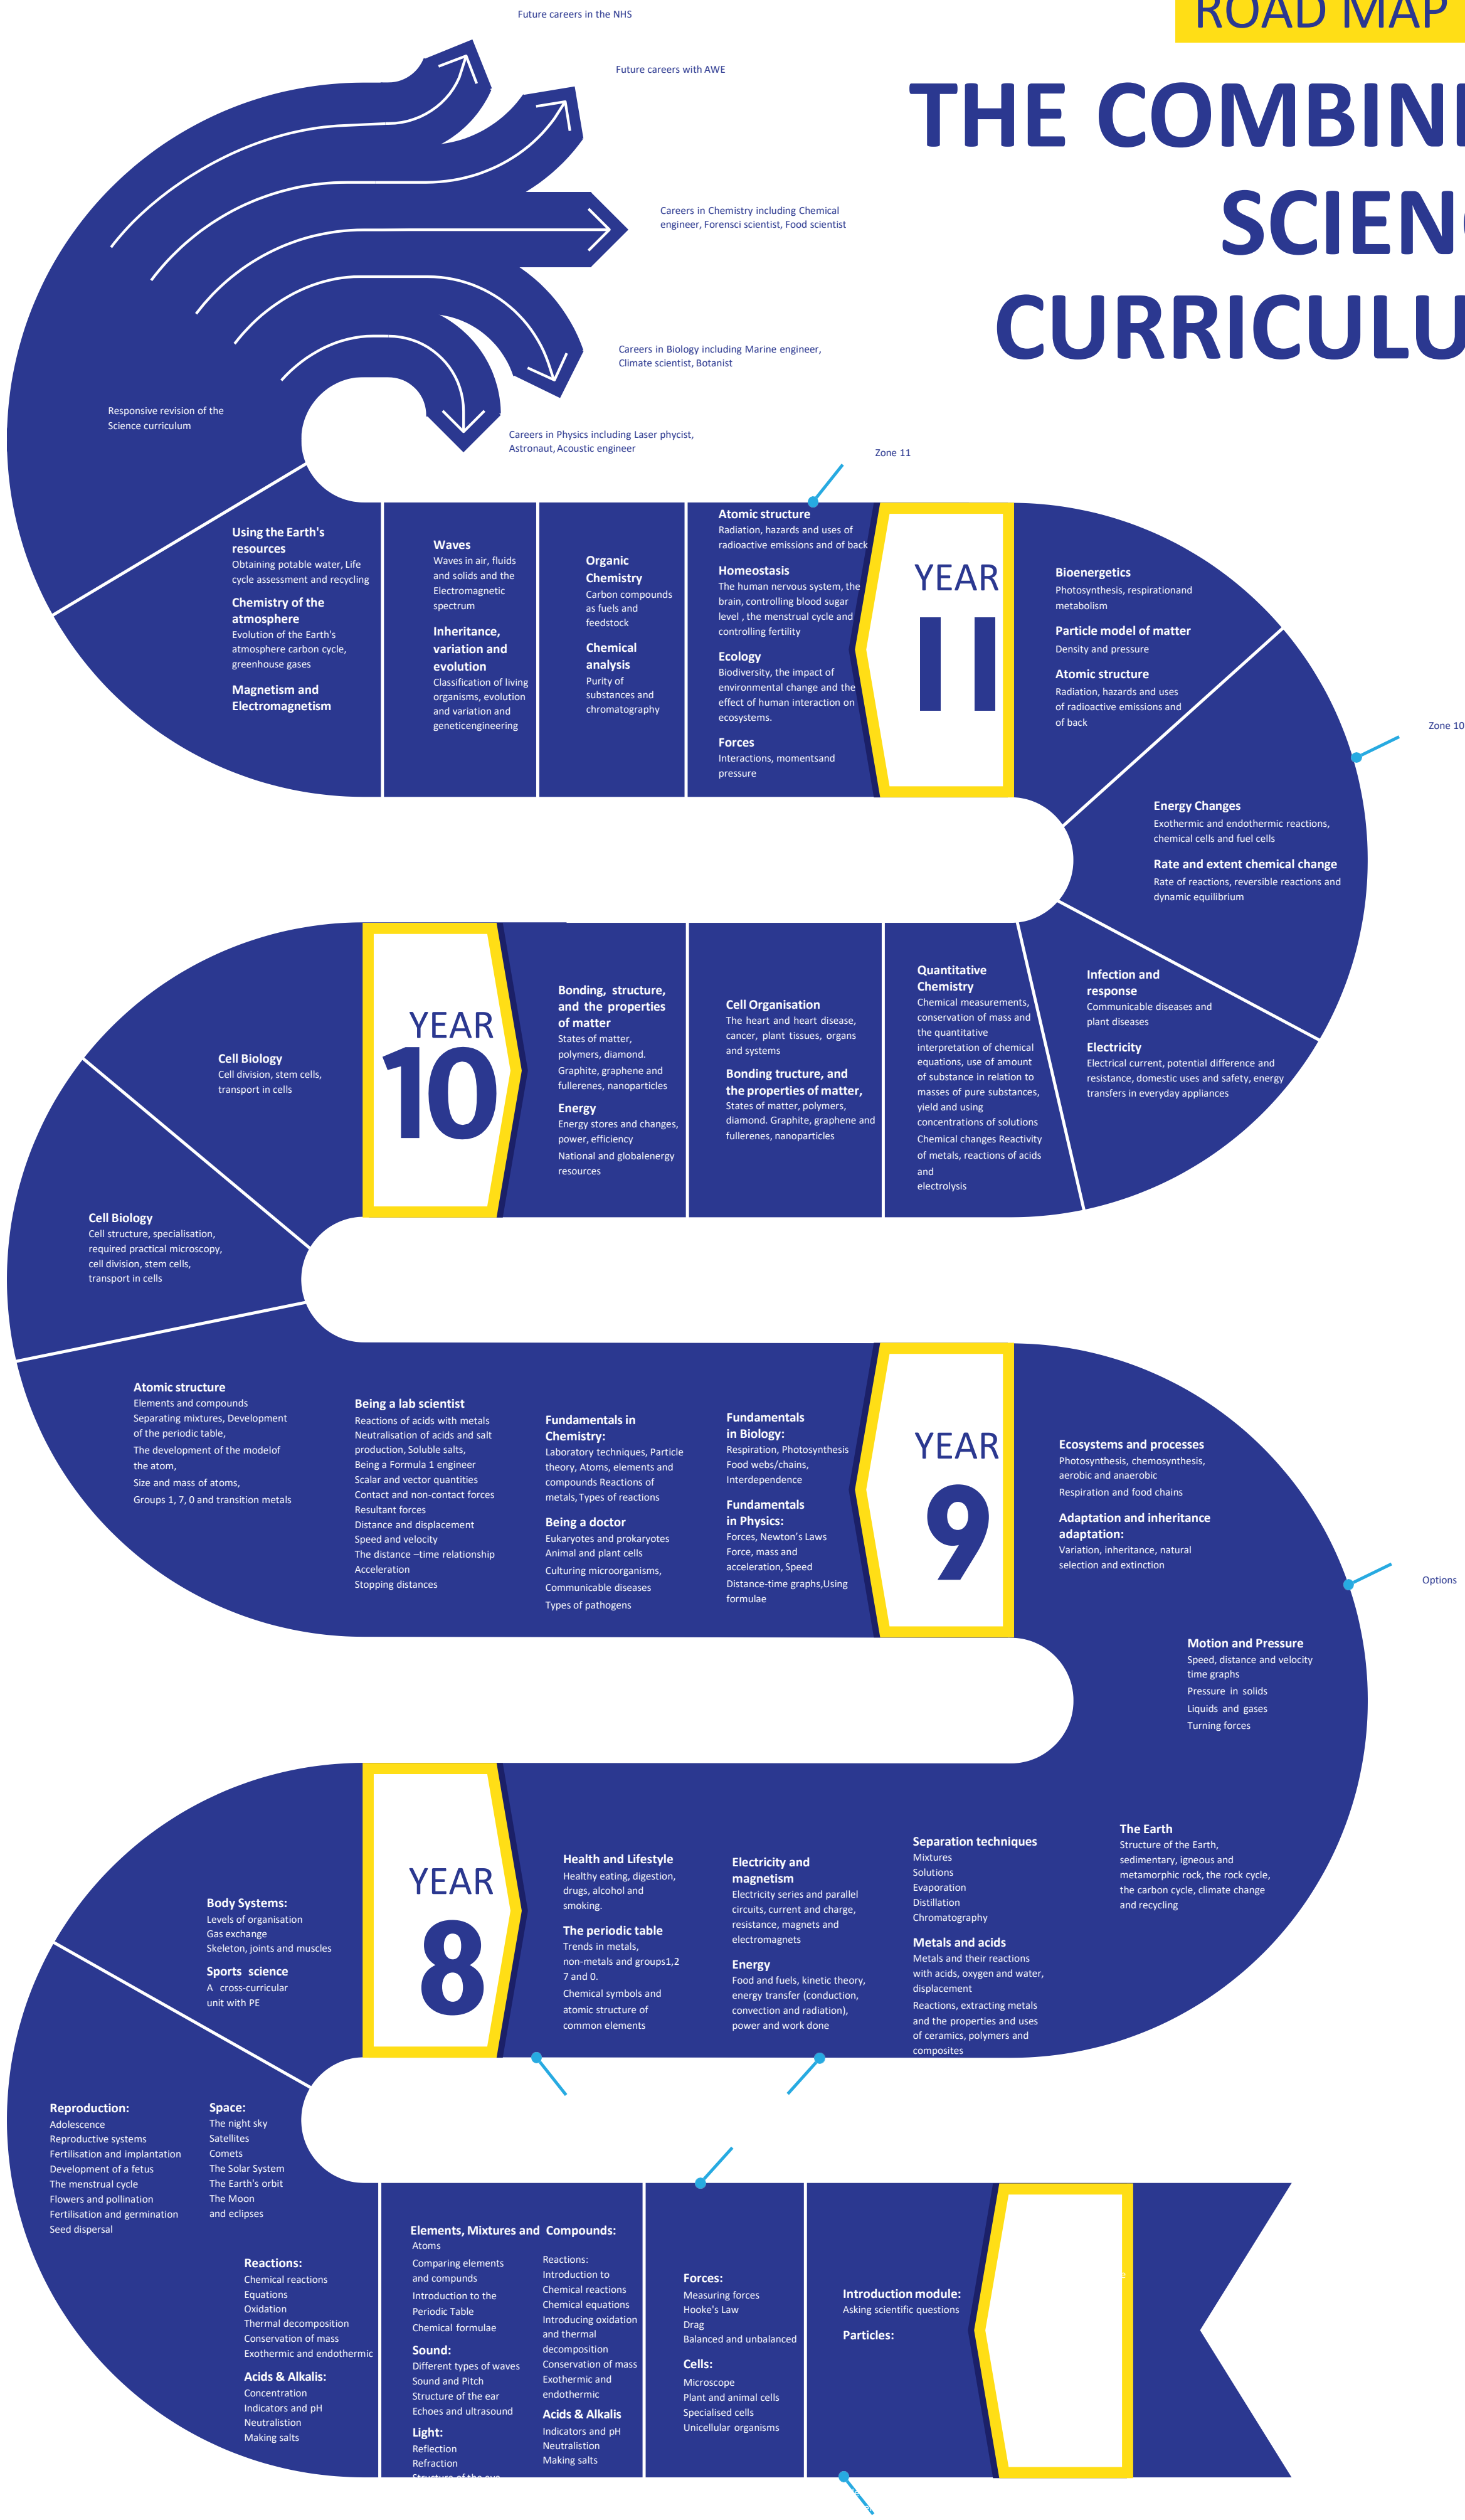 ROAD MAP
THE COMBIN
SCIEN
CURRICULU
Future careers in the NHS
Future careers with AWE
Careers in Chemistry including Chemical
engineer, Forensci scientist, Food scientist
Careers in Biology including Marine engineer,
Climate scientist, Botanist
Careers in Physics including Laser phycist,
Astronaut, Acoustic engineer
Responsive revision of the
Science curriculum
Zone 11
Using the Earth's
resources
Obtaining potable water, Life
cycle assessment and recycling
Chemistry of the
atmosphere
Evolution of the Earth's
atmosphere carbon cycle,
greenhouse gases
Magnetism and
Electromagnetism
Waves
Waves in air, fluids
and solids and the
Electromagnetic
spectrum
Inheritance,
variation and
evolution
Classification of living
organisms, evolution
and variation and
geneticengineering
Organic
Chemistry
Carbon compounds
as fuels and
feedstock
Chemical
analysis
Purity of
substances and
chromatography
Atomic structure
Radiation, hazards and uses of
radioactive emissions and of back
Homeostasis
The human nervous system, the
brain, controlling blood sugar
level , the menstrual cycle and
controlling fertility
Ecology
Biodiversity, the impact of
environmental change and the
effect of human interaction on
ecosystems.
Forces
Interactions, momentsand
pressure
YEAR
11
Bioenergetics
Photosynthesis, respirationand
metabolism
Particle model of matter
Density and pressure
Atomic structure
Radiation, hazards and uses
of radioactive emissions and
of back
Zone 10
Energy Changes
Exothermic and endothermic reactions,
chemical cells and fuel cells
Rate and extent chemical change
Rate of reactions, reversible reactions and
dynamic equilibrium
Infection and
response
Communicable diseases and
plant diseases
Electricity
Electrical current, potential difference and
resistance, domestic uses and safety, energy
transfers in everyday appliances
Quantitative
Chemistry
Chemical measurements,
conservation of mass and
the quantitative
interpretation of chemical
equations, use of amount
of substance in relation to
masses of pure substances,
yield and using
concentrations of solutions
Chemical changes Reactivity
of metals, reactions of acids
and
electrolysis
Cell Organisation
The heart and heart disease,
cancer, plant tissues, organs
and systems
Bonding tructure, and
the properties of matter,
States of matter, polymers,
diamond. Graphite, graphene and
fullerenes, nanoparticles
Bonding, structure,
and the properties
of matter
States of matter,
polymers, diamond.
Graphite, graphene and
fullerenes, nanoparticles
Energy
Energy stores and changes,
power, efficiency
National and globalenergy
resources
YEAR
10
Cell Biology
Cell division, stem cells,
transport in cells
Cell Biology
Cell structure, specialisation,
required practical microscopy,
cell division, stem cells,
transport in cells
Atomic structure
Elements and compounds
Separating mixtures, Development
of the periodic table,
The development of the modelof
the atom,
Size and mass of atoms,
Groups 1, 7, 0 and transition metals
Being a lab scientist
Reactions of acids with metals
Neutralisation of acids and salt
production, Soluble salts,
Being a Formula 1 engineer
Scalar and vector quantities
Contact and non-contact forces
Resultant forces
Distance and displacement
Speed and velocity
The distance –time relationship
Acceleration
Stopping distances
Fundamentals in
Chemistry:
Laboratory techniques, Particle
theory, Atoms, elements and
compounds Reactions of
metals, Types of reactions
Being a doctor
Eukaryotes and prokaryotes
Animal and plant cells
Culturing microorganisms,
Communicable diseases
Types of pathogens
Fundamentals
in Biology:
Respiration, Photosynthesis
Food webs/chains,
Interdependence
Fundamentals
in Physics:
Forces, Newton's Laws
Force, mass and
acceleration, Speed
Distance-time graphs,Using
formulae
YEAR
9
Ecosystems and processes
Photosynthesis, chemosynthesis,
aerobic and anaerobic
Respiration and food chains
Adaptation and inheritance
adaptation:
Variation, inheritance, natural
selection and extinction
Options
Motion and Pressure
Speed, distance and velocity
time graphs
Pressure in solids
Liquids and gases
Turning forces
The Earth
Structure of the Earth,
sedimentary, igneous and
metamorphic rock, the rock cycle,
the carbon cycle, climate change
and recycling
Separation techniques
Mixtures
Solutions
Evaporation
Distillation
Chromatography
Metals and acids
Metals and their reactions
with acids, oxygen and water,
displacement
Reactions, extracting metals
and the properties and uses
of ceramics, polymers and
composites
Electricity and
magnetism
Electricity series and parallel
circuits, current and charge,
resistance, magnets and
electromagnets
Energy
Food and fuels, kinetic theory,
energy transfer (conduction,
convection and radiation),
power and work done
Health and Lifestyle
Healthy eating, digestion,
drugs, alcohol and
smoking.
The periodic table
Trends in metals,
non-metals and groups1,2
7 and 0.
Chemical symbols and
atomic structure of
common elements
YEAR
8
Body Systems:
Levels of organisation
Gas exchange
Skeleton, joints and muscles
Sports science
A cross-curricular
unit with PE
Reproduction:
Adolescence
Reproductive systems
Fertilisation and implantation
Development of a fetus
The menstrual cycle
Flowers and pollination
Fertilisation and germination
Seed dispersal
Space:
The night sky
Satellites
Comets
The Solar System
The Earth's orbit
The Moon
and eclipses
Reactions:
Chemical reactions
Equations
Oxidation
Thermal decomposition
Conservation of mass
Exothermic and endothermic
Acids & Alkalis:
Concentration
Indicators and pH
Neutralistion
Making salts
Elements, Mixtures and Compounds:
Atoms
Comparing elements
and compunds
Introduction to the
Periodic Table
Chemical formulae
Sound:
Different types of waves
Sound and Pitch
Structure of the ear
Echoes and ultrasound
Light:
Reflection
Refraction
Structure of the eye
Reactions:
Introduction to
Chemical reactions
Chemical equations
Introducing oxidation
and thermal
decomposition
Conservation of mass
Exothermic and
endothermic
Acids & Alkalis
Indicators and pH
Neutralistion
Making salts
Forces:
Measuring forces
Hooke's Law
Drag
Balanced and unbalanced
Cells:
Microscope
Plant and animal cells
Specialised cells
Unicellular organisms
Introduction module:
Asking scientific questions
Particles: